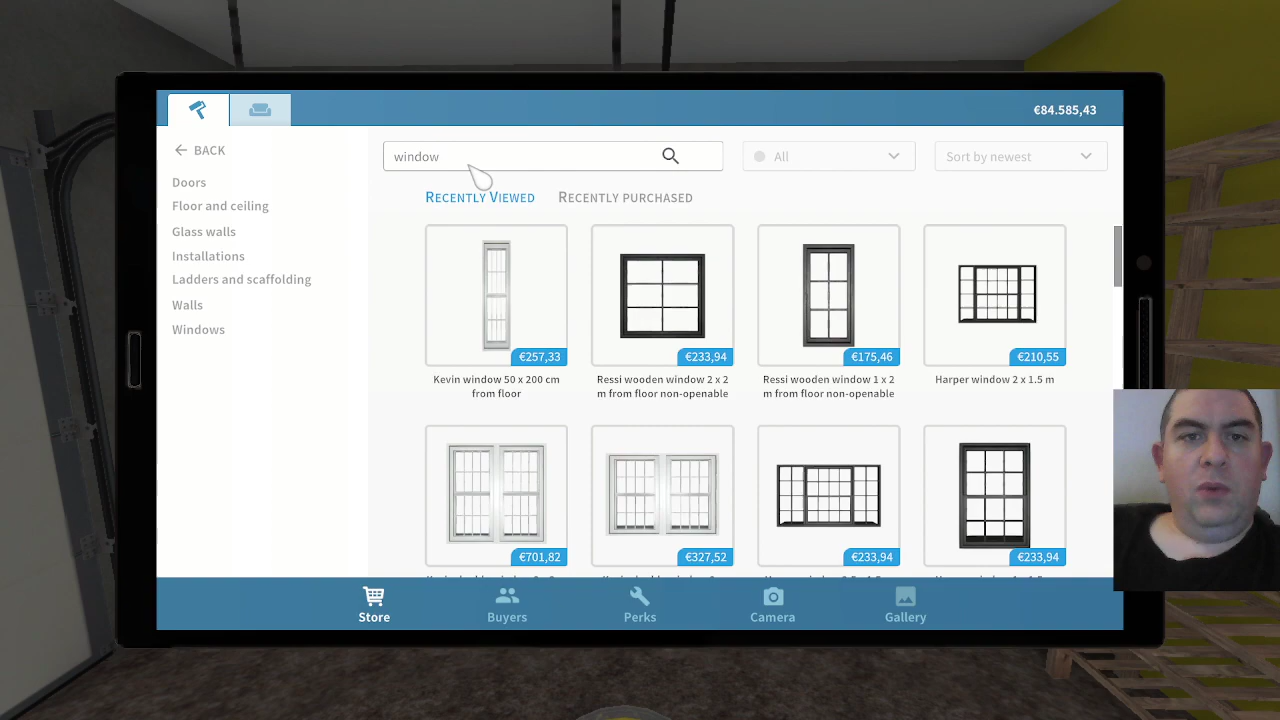 €84.585,43
BACK
Doors
Floor and ceiling
Glass walls
Installations
Ladders and scaffolding
Walls
Windows
window
All
Sort by newest
RECENTLY VIEWED
RECENTLY PURCHASED
€257,33
Kevin window 50 x 200 cm
from floor
€233,94
Ressi wooden window 2 x 2
m from floor non-openable
€175,46
Ressi wooden window 1 x 2
m from floor non-openable
€210,55
Harper window 2 x 1.5 m
€701,82
€327,52
€233,94
€233,94
Store
Buyers
Perks
Camera
Gallery